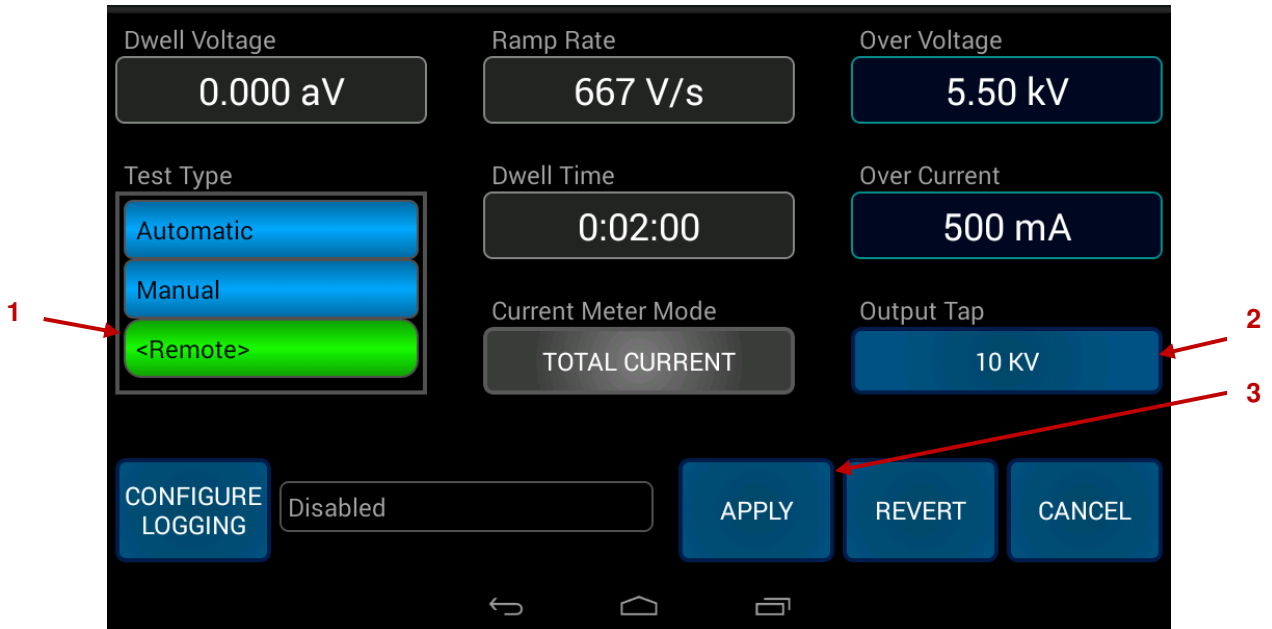 Dwell Voltage
Ramp Rate
Over Voltage
0.000 aV
667 V/s
5.50 kV
Test Type
Dwell Time
Over Current
Automatic
0:02:00
500 mA
Manual
1
Current Meter Mode
Output Tap
2
<Remote>
TOTAL CURRENT
10 KV
3
CONFIGURE
LOGGING
Disabled
APPLY
REVERT
CANCEL